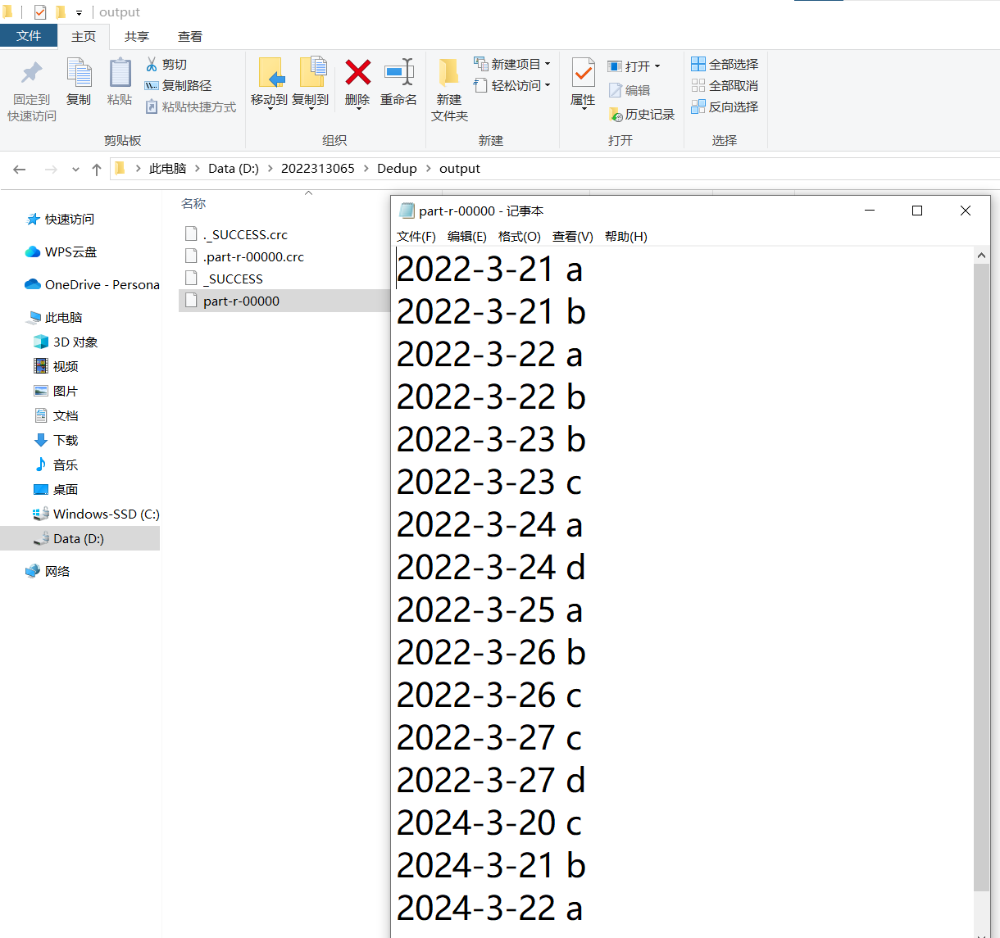 output
文件 主页 共享 查看
固定到
快速访问
复制
粘贴
剪切
复制路径
粘贴快捷方式
剪贴板
移动到 复制到 删除 重命名
组织
新建
文件夹
新建项目
轻松访问
新建
属性
打开
编辑
历史记录
打开
全部选择
全部取消
反向选择
选择
此电脑 > Data (D:) > 2022313065 > Dedup > output
快速访问
WPS云盘
OneDrive - Persona
此电脑
3D 对象
视频
图片
文档
下载
音乐
桌面
Windows-SSD (C:)
Data (D:)
网络
名称
._SUCCESS.crc
.part-r-00000.crc
_SUCCESS
part-r-00000
part-r-00000 - 记事本
文件(F) 编辑(E) 格式(O) 查看(V) 帮助(H)
2022-3-21 a
2022-3-21 b
2022-3-22 a
2022-3-22 b
2022-3-23 b
2022-3-23 c
2022-3-24 a
2022-3-24 d
2022-3-25 a
2022-3-26 b
2022-3-26 c
2022-3-27 c
2022-3-27 d
2024-3-20 c
2024-3-21 b
2024-3-22 a